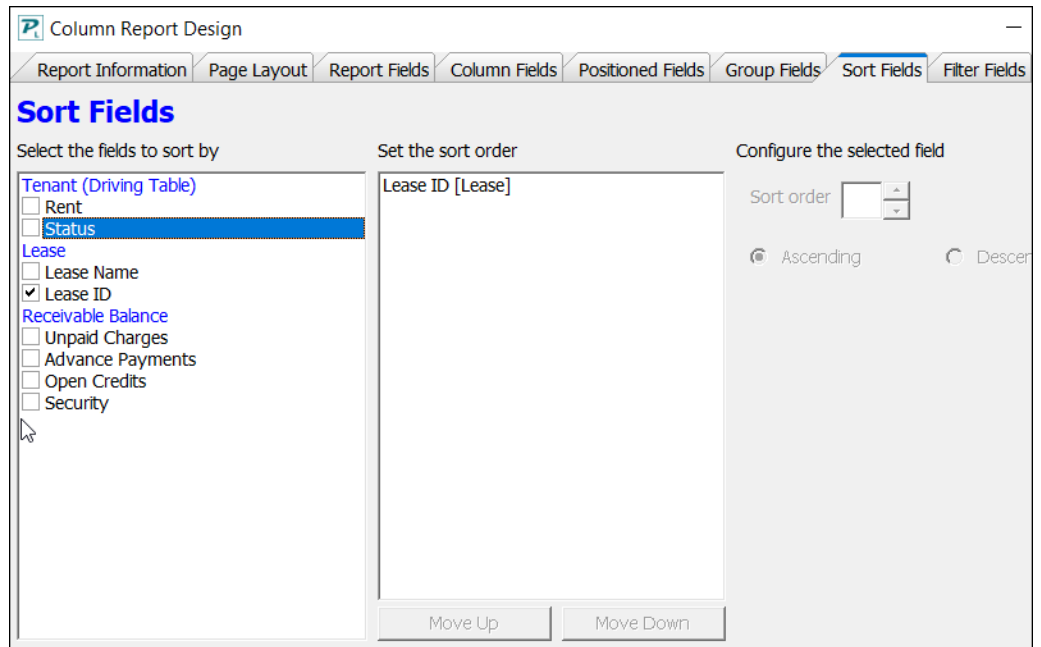 Column Report Design
Report Information Page Layout Report Fields Column Fields Positioned Fields Group Fields Sort Fields Filter Fields
Sort Fields
Select the fields to sort by
Tenant (Driving Table)
Rent
Status
Lease
Lease Name
Lease ID
Receivable Balance
Unpaid Charges
Advance Payments
Open Credits
Security
Set the sort order
Lease ID [Lease]
Move Up Move Down
Configure the selected field
Sort order
Ascending Descen